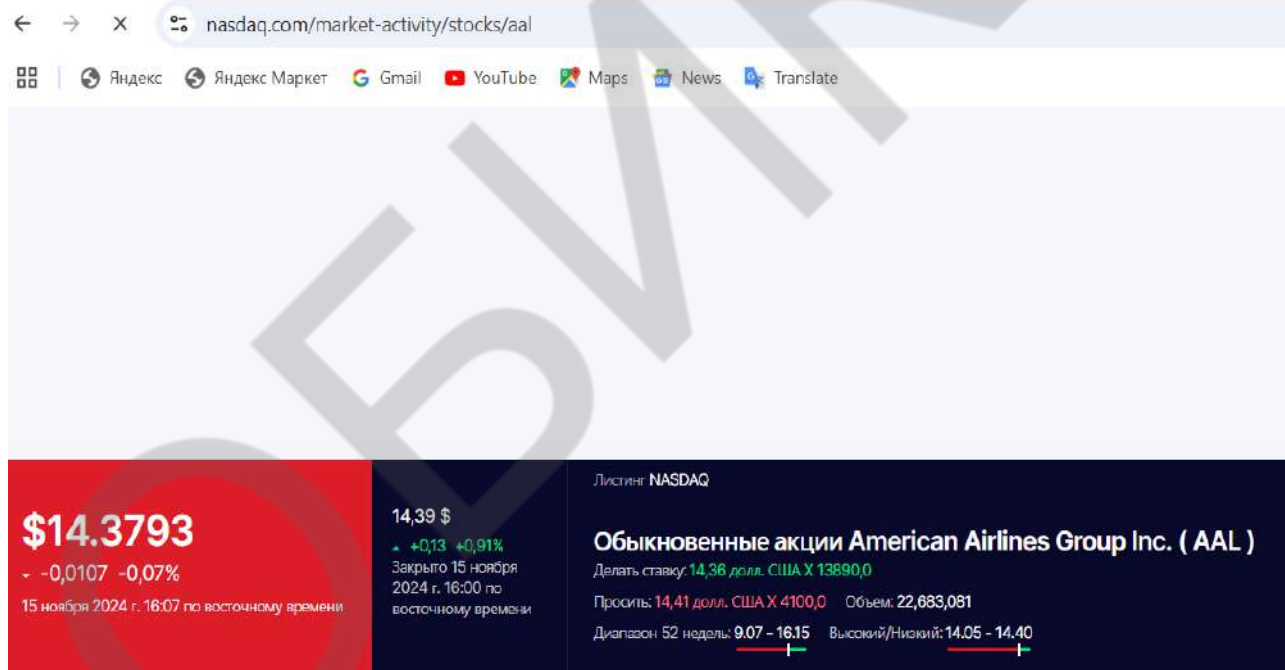 nasdaq.com/market-activity/stocks/aal
Яндекс Яндекс Маркет Gmail YouTube Maps News Translate
$14.3793
-0,0107 -0,07%
15 ноября 2024 г. 16:07 по восточному времени
14,39 $
+0,13 +0,91%
Закрыто 15 ноября
2024 г. 16:00 по
восточному времени
Листинг NASDAQ
Обыкновенные акции American Airlines Group Inc. ( AAL )
Делать ставку: 14,36 долл. США X 13890,0
Просить: 14,41 долл. США X 4100,0 Объем: 22,683,081
Диапазон 52 недель: 9.07 - 16.15 Высокий/Низкий: 14.05 - 14.40